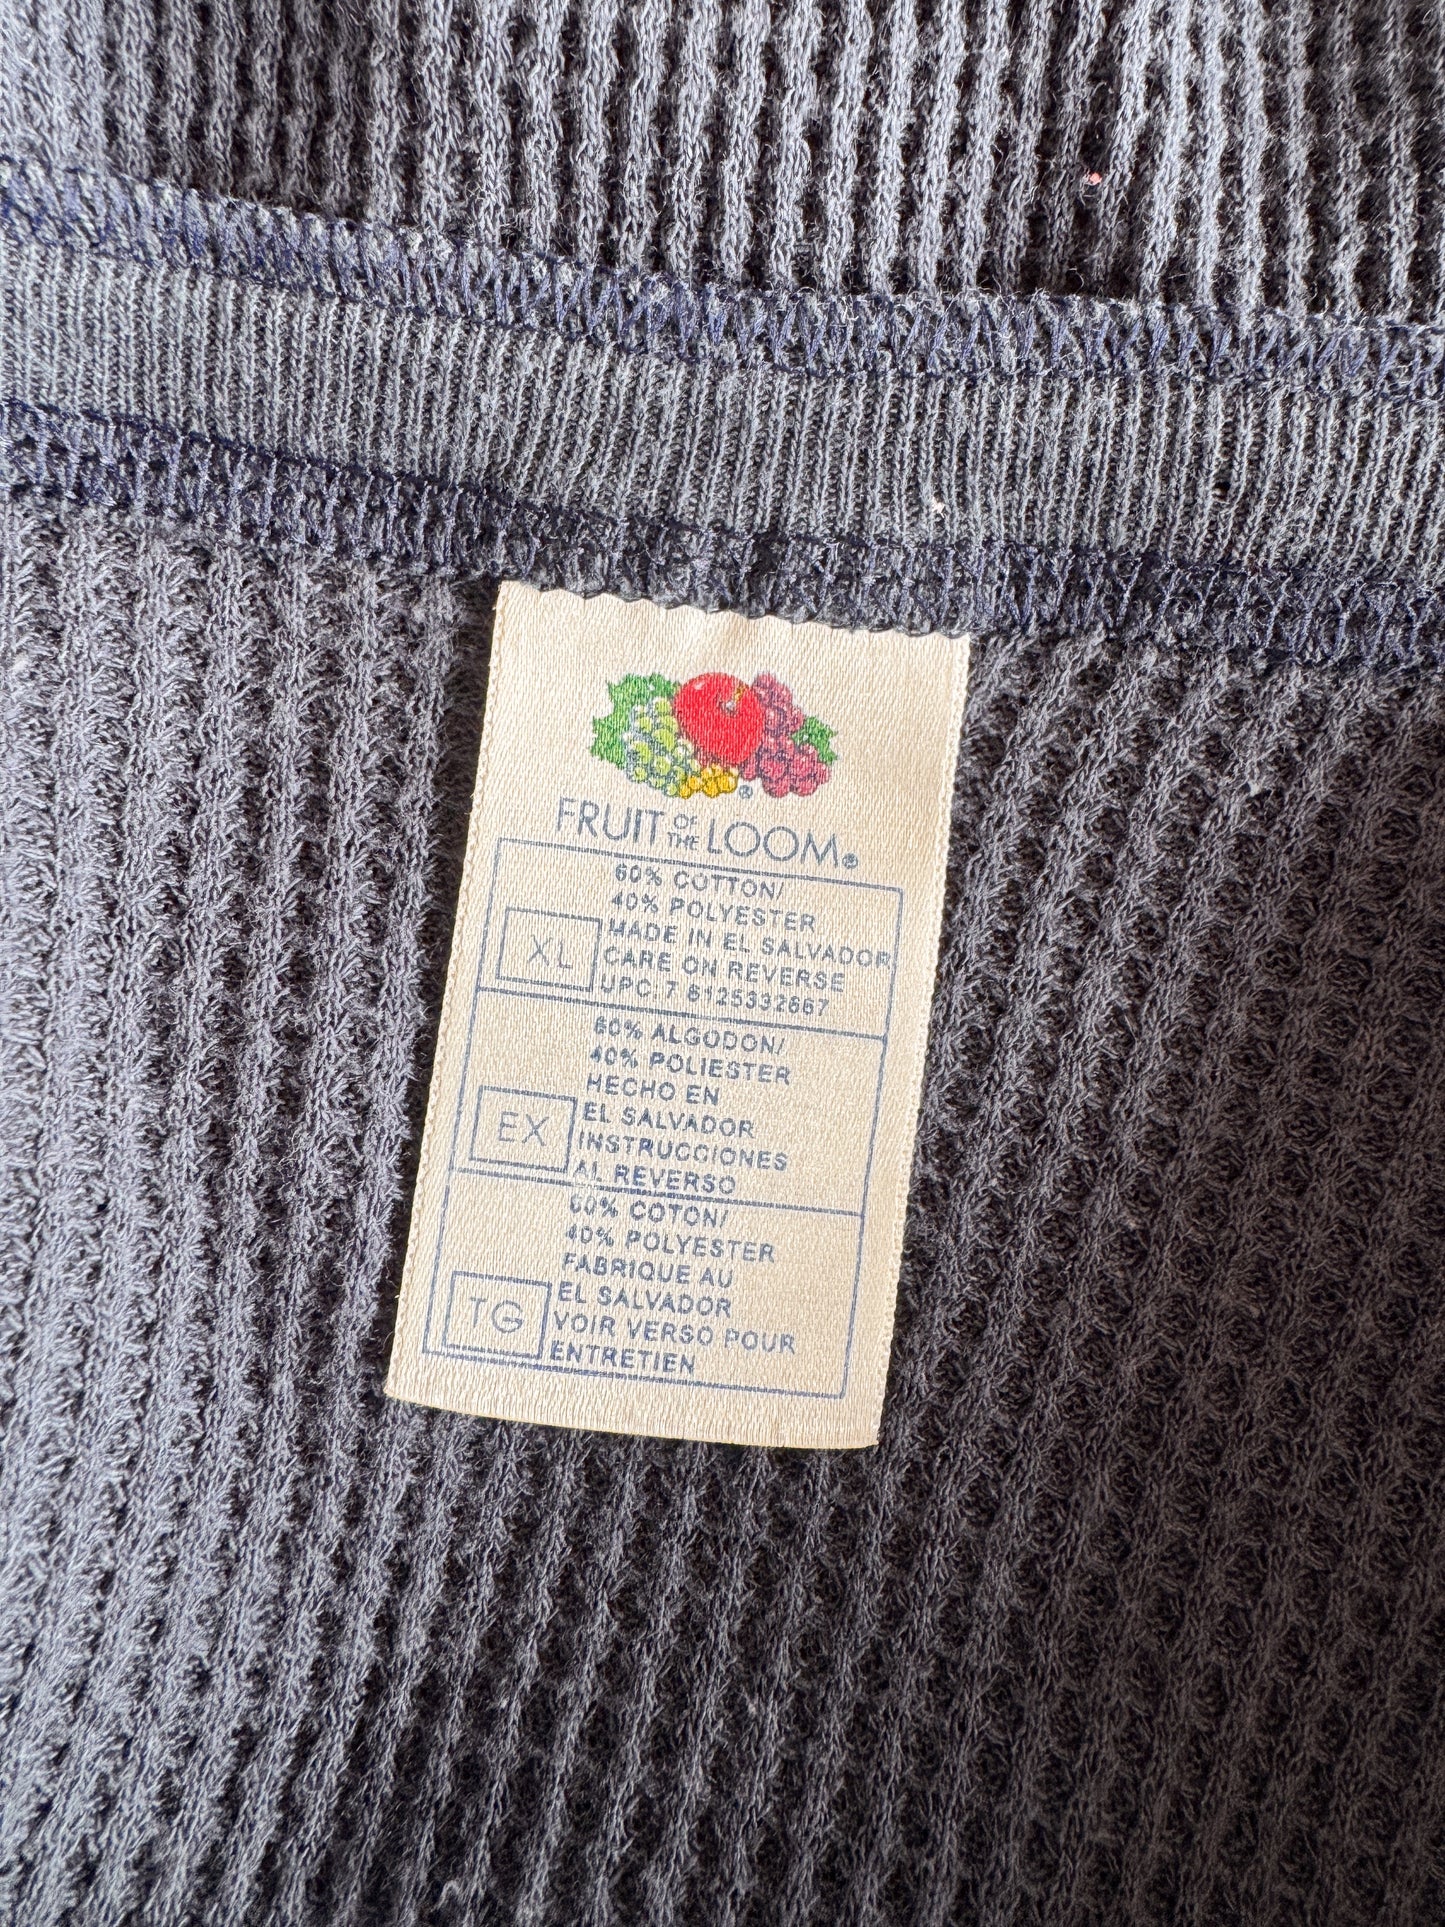 ®
FRUIT OF THE LOOM®
60% COTTON/
40% POLYESTER
MADE IN EL SALVADOR
XL
CARE ON REVERSE
UPC: 7 6125332667
60% ALGODON/
40% POLIESTER
HECHO EN
EL SALVADOR
EX
INSTRUCCIONES
AL REVERSO
60% COTON/
40% POLYESTER
FABRIQUE AU
EL SALVADOR
TG
VOIR VERSO POUR
ENTRETIEN